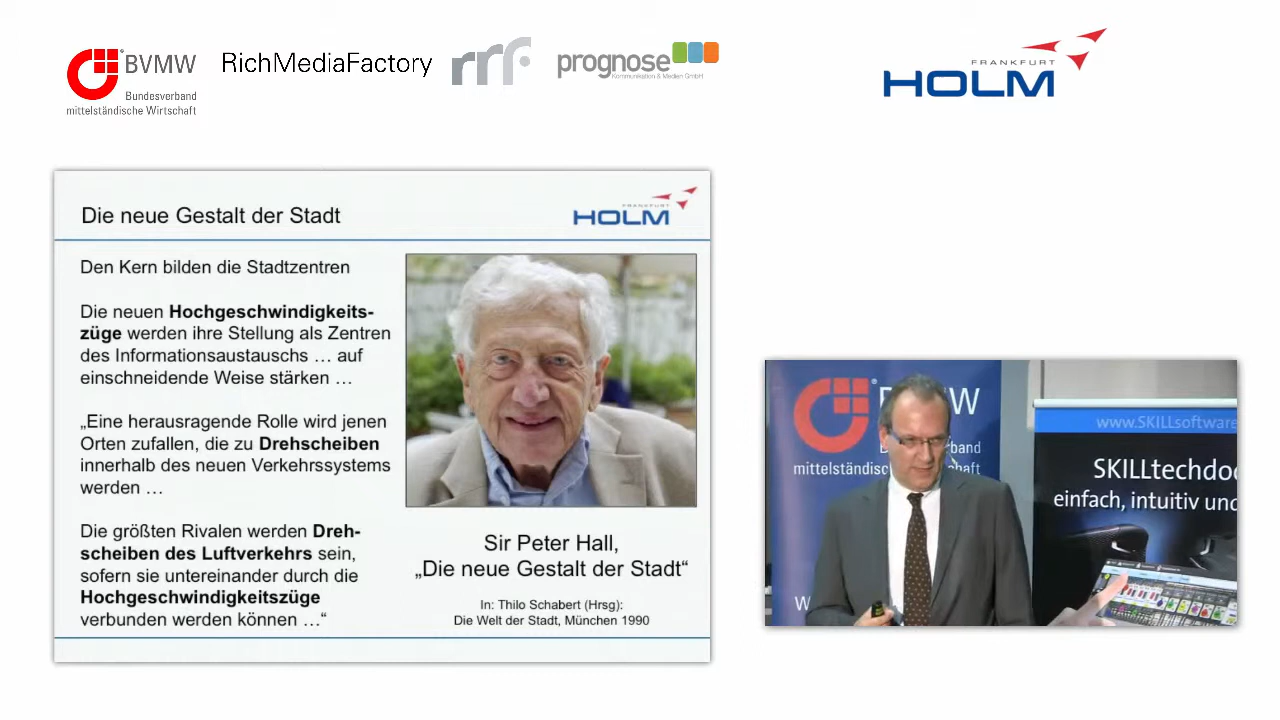 BVMW
Bundesverband
mittelständische Wirtschaft
RichMediaFactory
rrf
prognose
Kommunikation & Medien GmbH
FRANKFURT
HOLM
Die neue Gestalt der Stadt
FRANKFURT
HOLM
Den Kern bilden die Stadtzentren
Die neuen Hochgeschwindigkeits-
züge werden ihre Stellung als Zentren
des Informationsaustauschs … auf
einschneidende Weise stärken …
„Eine herausragende Rolle wird jenen
Orten zufallen, die zu Drehscheiben
innerhalb des neuen Verkehrssystems
werden …
Die größten Rivalen werden Dreh-
scheiben des Luftverkehrs sein,
sofern sie untereinander durch die
Hochgeschwindigkeitszüge
verbunden werden können …“
Sir Peter Hall,
„Die neue Gestalt der Stadt“
In: Thilo Schabert (Hrsg):
Die Welt der Stadt, München 1990
mittelständis
www.SKILLsoftware
SKILLtechdo
einfach, intuitiv und